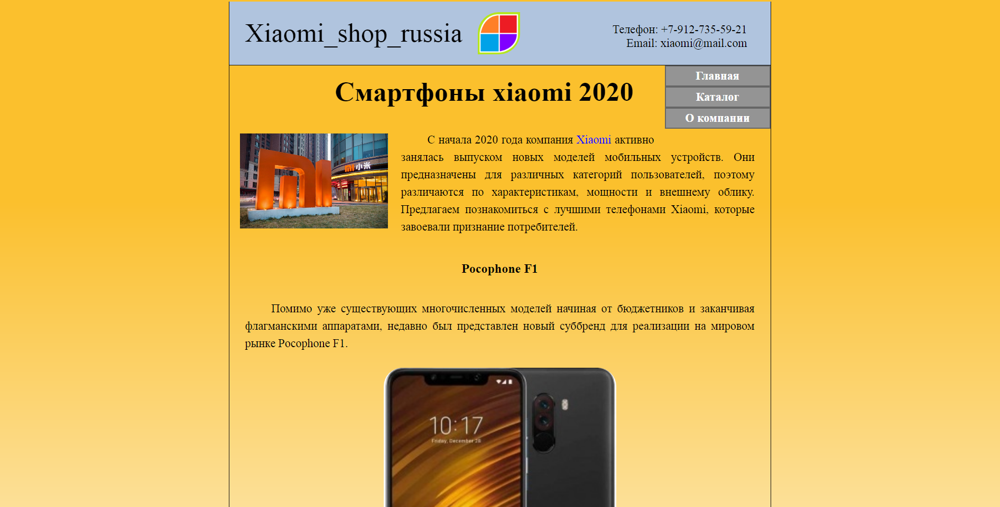 Xiaomi_shop_russia
Телефон: +7-912-735-59-21
Email: xiaomi@mail.com
Главная
Каталог
О компании
Смартфоны xiaomi 2020
mi 小米
С начала 2020 года компания Xiaomi активно
занялась выпуском новых моделей мобильных устройств. Они
предназначены для различных категорий пользователей, поэтому
различаются по характеристикам, мощности и внешнему облику.
Предлагаем познакомиться с лучшими телефонами Xiaomi, которые
завоевали признание потребителей.
Pocophone F1
Помимо уже существующих многочисленных моделей начиная от бюджетников и заканчивая
флагманскими аппаратами, недавно был представлен новый суббренд для реализации на мировом
рынке Pocophone F1.
10:17
Friday, December 28